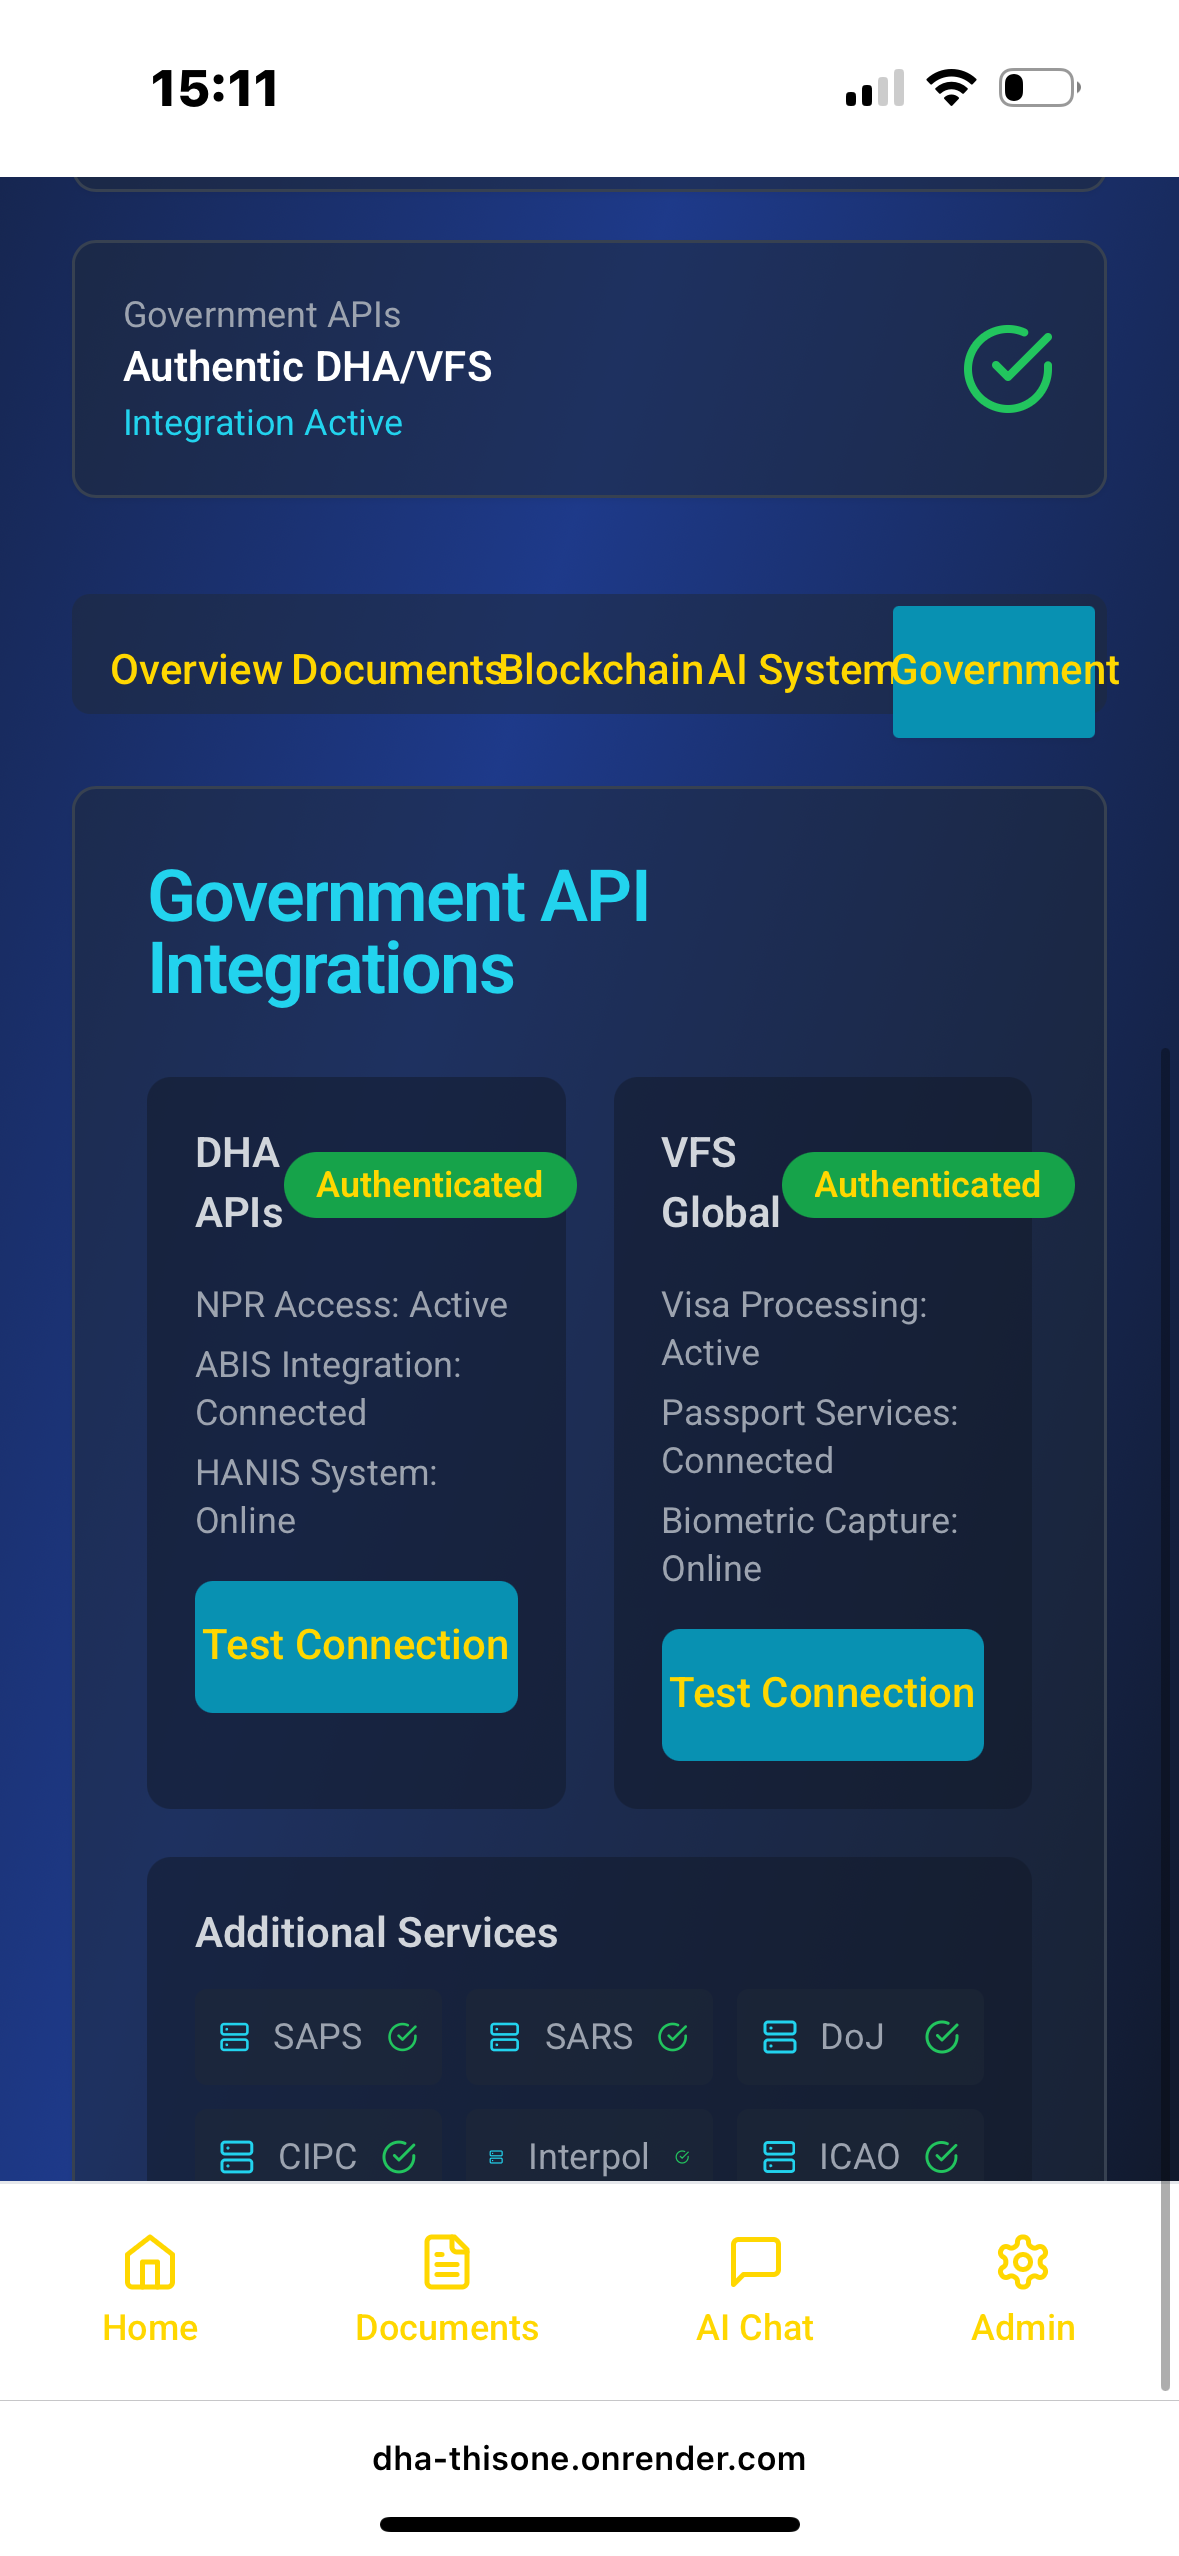 15:11
Government APIs
Authentic DHA/VFS
Integration Active
Overview Documents Blockchain AI System Government
Government API
Integrations
DHA
APIs
Authenticated
NPR Access: Active
ABIS Integration:
Connected
HANIS System:
Online
Test Connection
VFS
Global
Authenticated
Visa Processing:
Active
Passport Services:
Connected
Biometric Capture:
Online
Test Connection
Additional Services
SAPS SARS DoJ
CIPC Interpol ICAO
Home Documents AI Chat Admin
dha-thisone.onrender.com